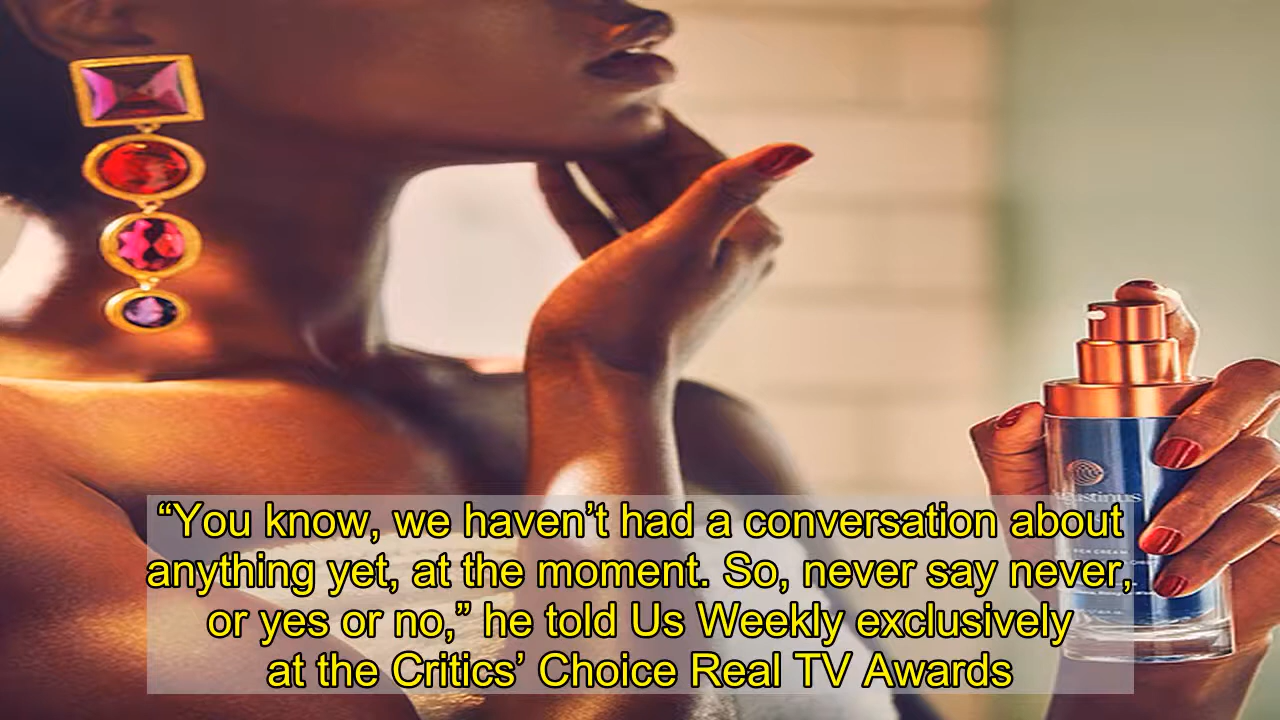 “You know, we haven’t had a conversation about
anything yet, at the moment. So, never say never,
or yes or no,” he told Us Weekly exclusively
at the Critics’ Choice Real TV Awards